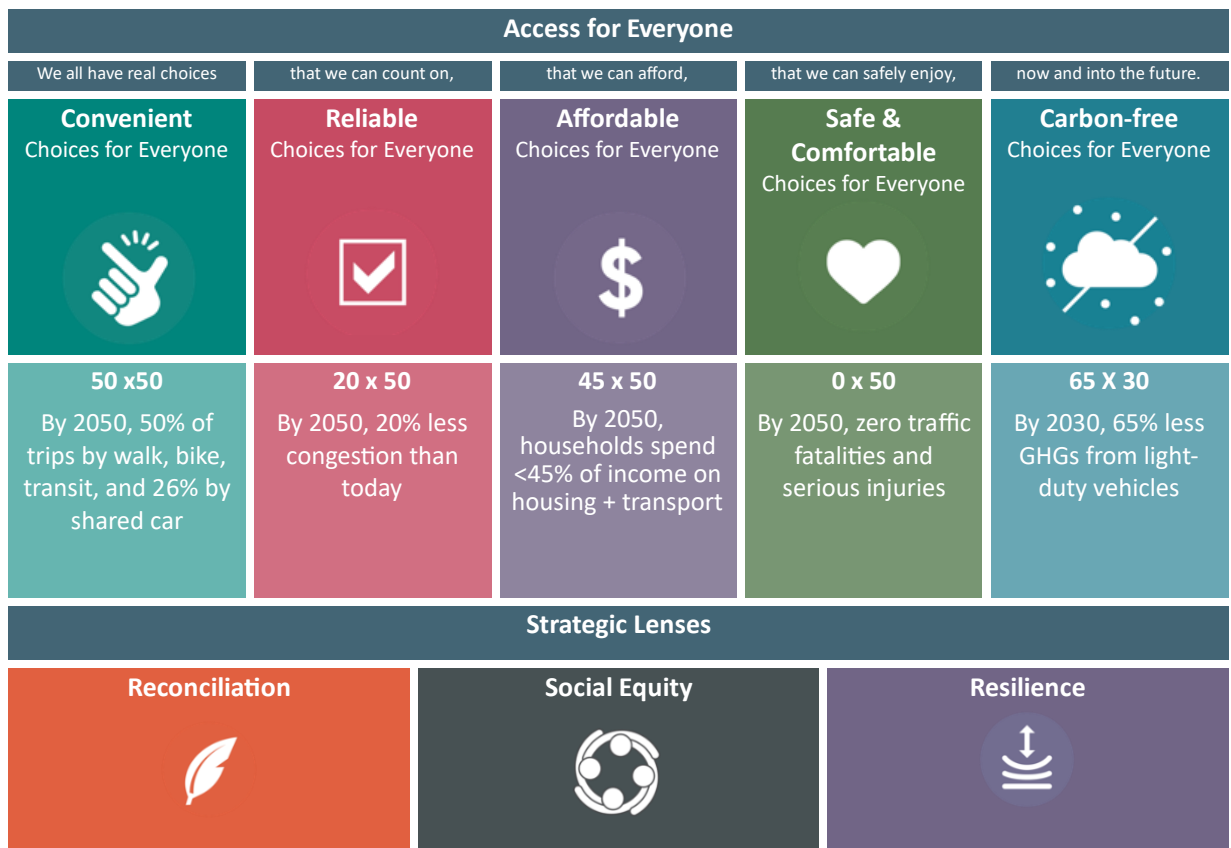 Access for Everyone
We all have real choices
that we can count on,
that we can afford,
that we can safely enjoy,
now and into the future.
Convenient
Choices for Everyone
Reliable
Choices for Everyone
Affordable
Choices for Everyone
Safe &
Comfortable
Choices for Everyone
Carbon-free
Choices for Everyone
$
50 x50
By 2050, 50% of
trips by walk, bike,
transit, and 26% by
shared car
20 x 50
By 2050, 20% less
congestion than
today
45 x 50
By 2050,
households spend
<45% of income on
housing + transport
0 x 50
By 2050, zero traffic
fatalities and
serious injuries
65 X 30
By 2030, 65% less
GHGs from light-
duty vehicles
Strategic Lenses
Reconciliation
Social Equity
Resilience